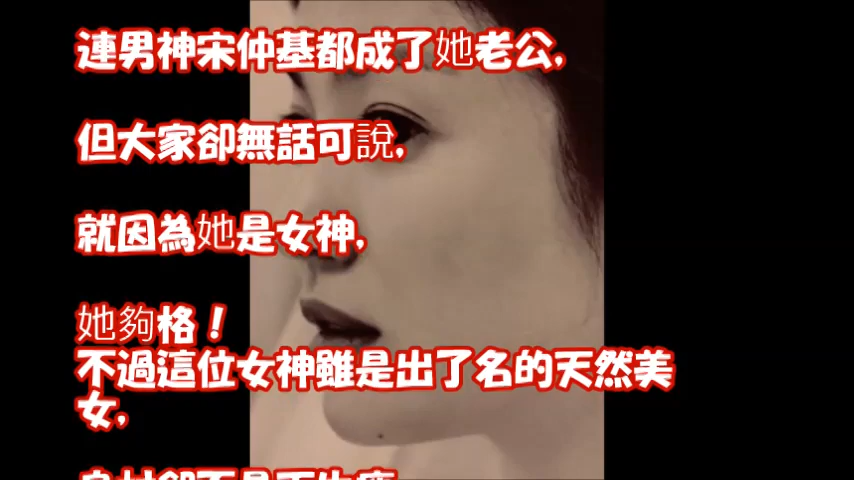 連男神宋仲基都成了她老公,
但大家卻無話可說,
就因為她是女神,
她夠格！
不過這位女神雖是出了名的天然美
女,